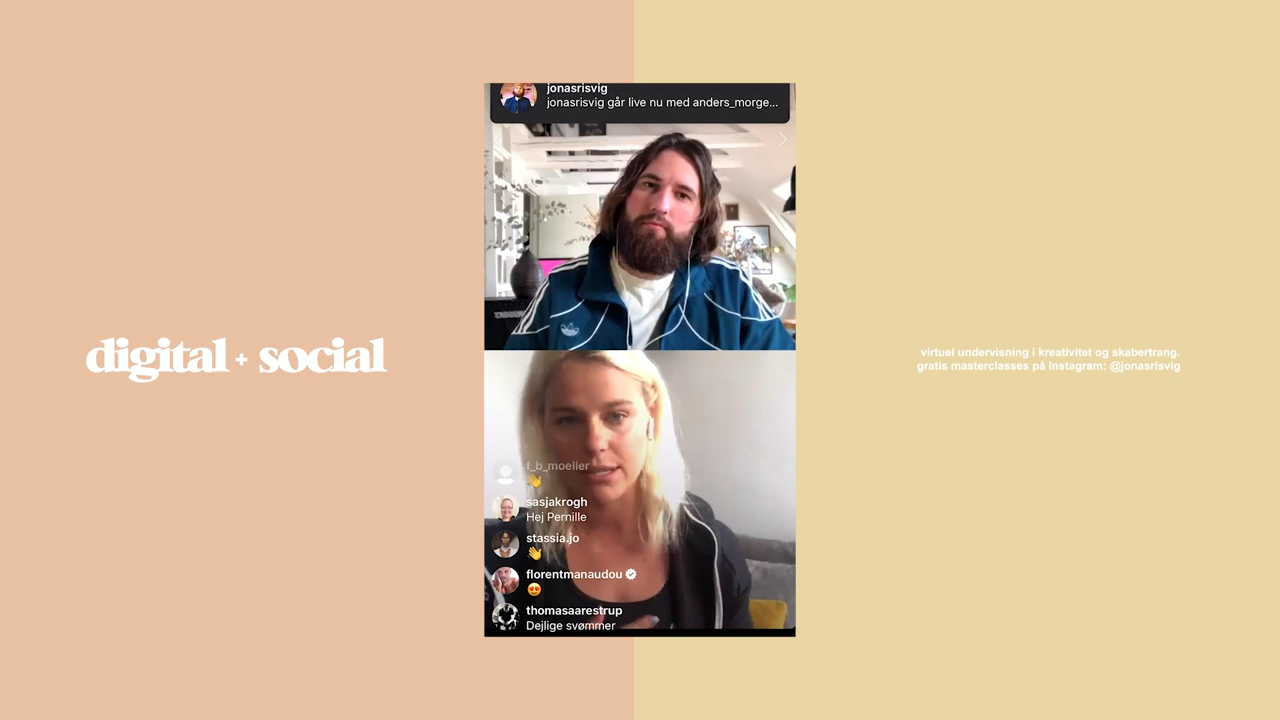 jonasrisvig
jonasrisvig går live nu med anders_morge...
digital + social
f_b_moeller
👋
sasjakrogh
Hej Pernille
stassia.jo
👋
florentmanaudou
😍
thomasaarestrup
Dejlige svømmer
virtuel undervisning i kreativitet og skabertrang.
gratis masterclasses på Instagram: @jonasrisvig